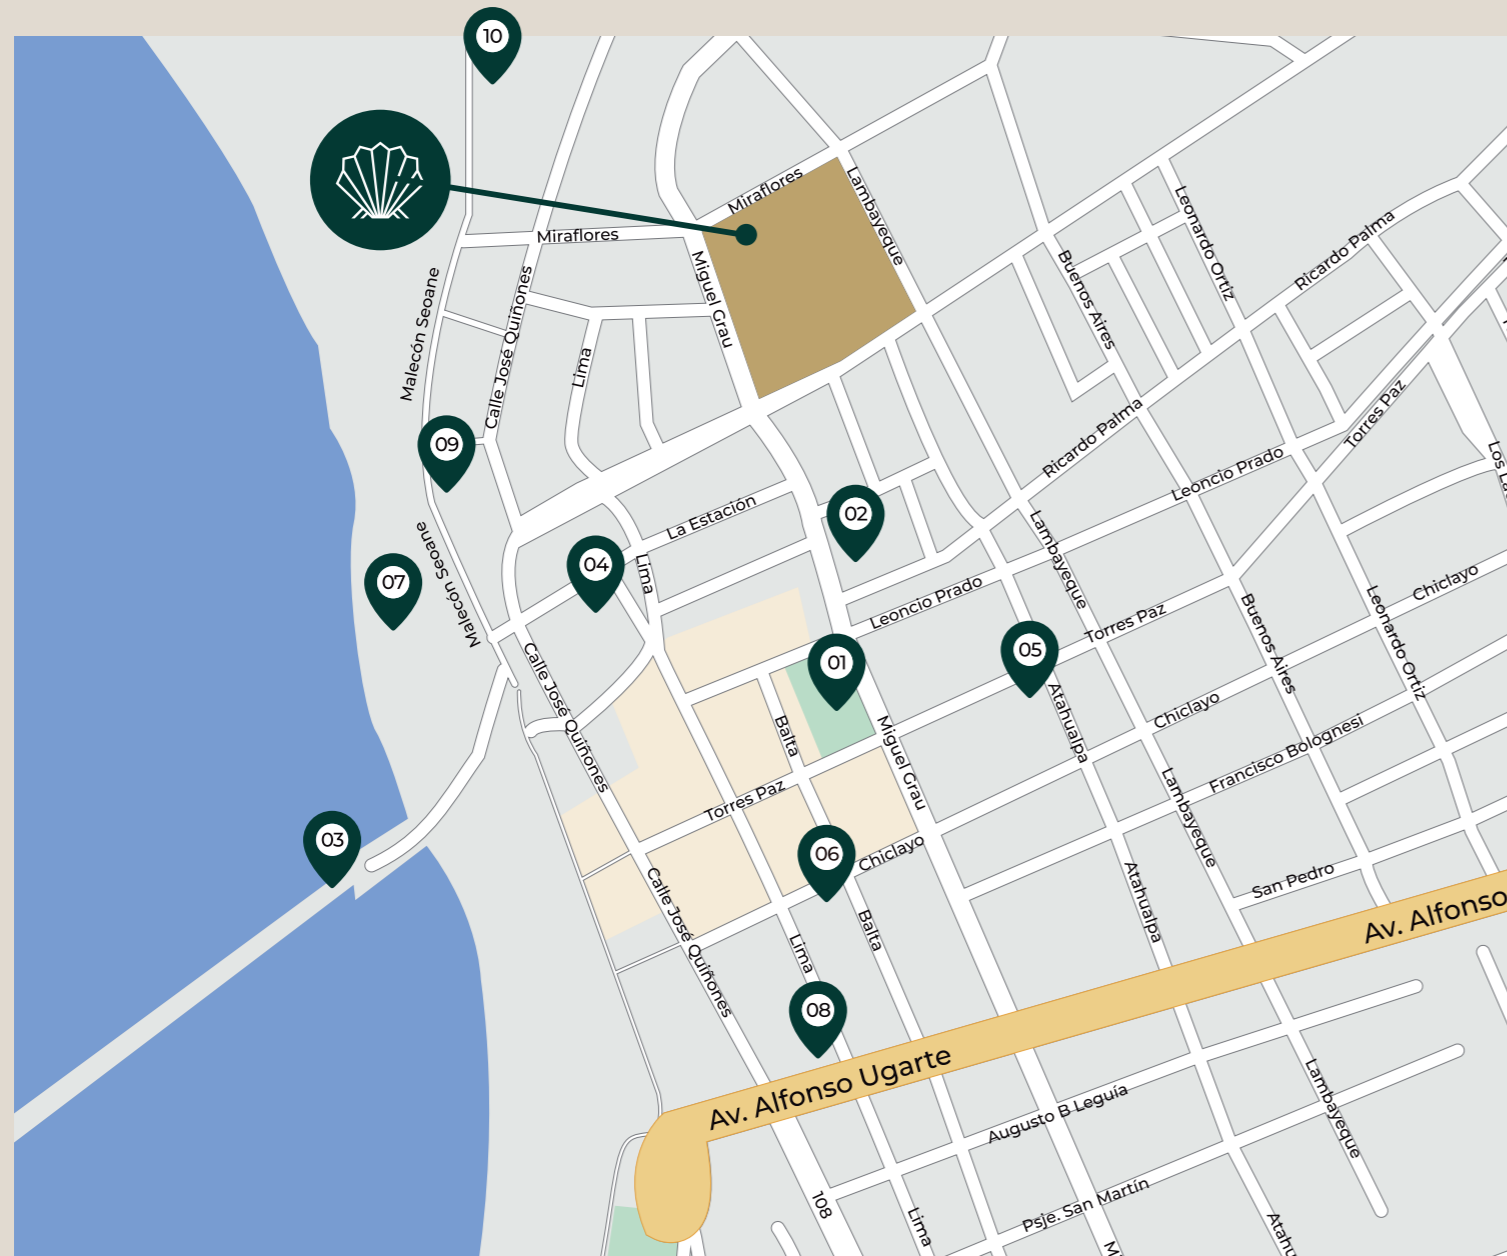 10
Miraflores
Lambayeque
Miraflores
Leonardo Ortiz
Ricardo Palma
Malecón Seoane
Calle José Quiñones
Miguel Grau
Buenos Aires
Lima
Torres Paz
09
Ricardo Palma
Leoncio Prado
02
La Estación
Malecón Seoane
04
Lima
Lambayeque
07
Leoncio Prado
Torres Paz
Chiclayo
Buenos Aires
Leonardo Ortiz
01
05
Calle José Quiñones
Balta
Atahualpa
Chiclayo
Miguel Grau
Francisco Bolognesi
Torres Paz
Lambayeque
03
06
Chiclayo
Atahualpa
San Pedro
Calle José Quiñones
Balta
Lima
Av. Alfonso
08
Av. Alfonso Ugarte
Augusto B Leguía
Lambayeque
108
Psje. San Martín
Lima
M
Atahu